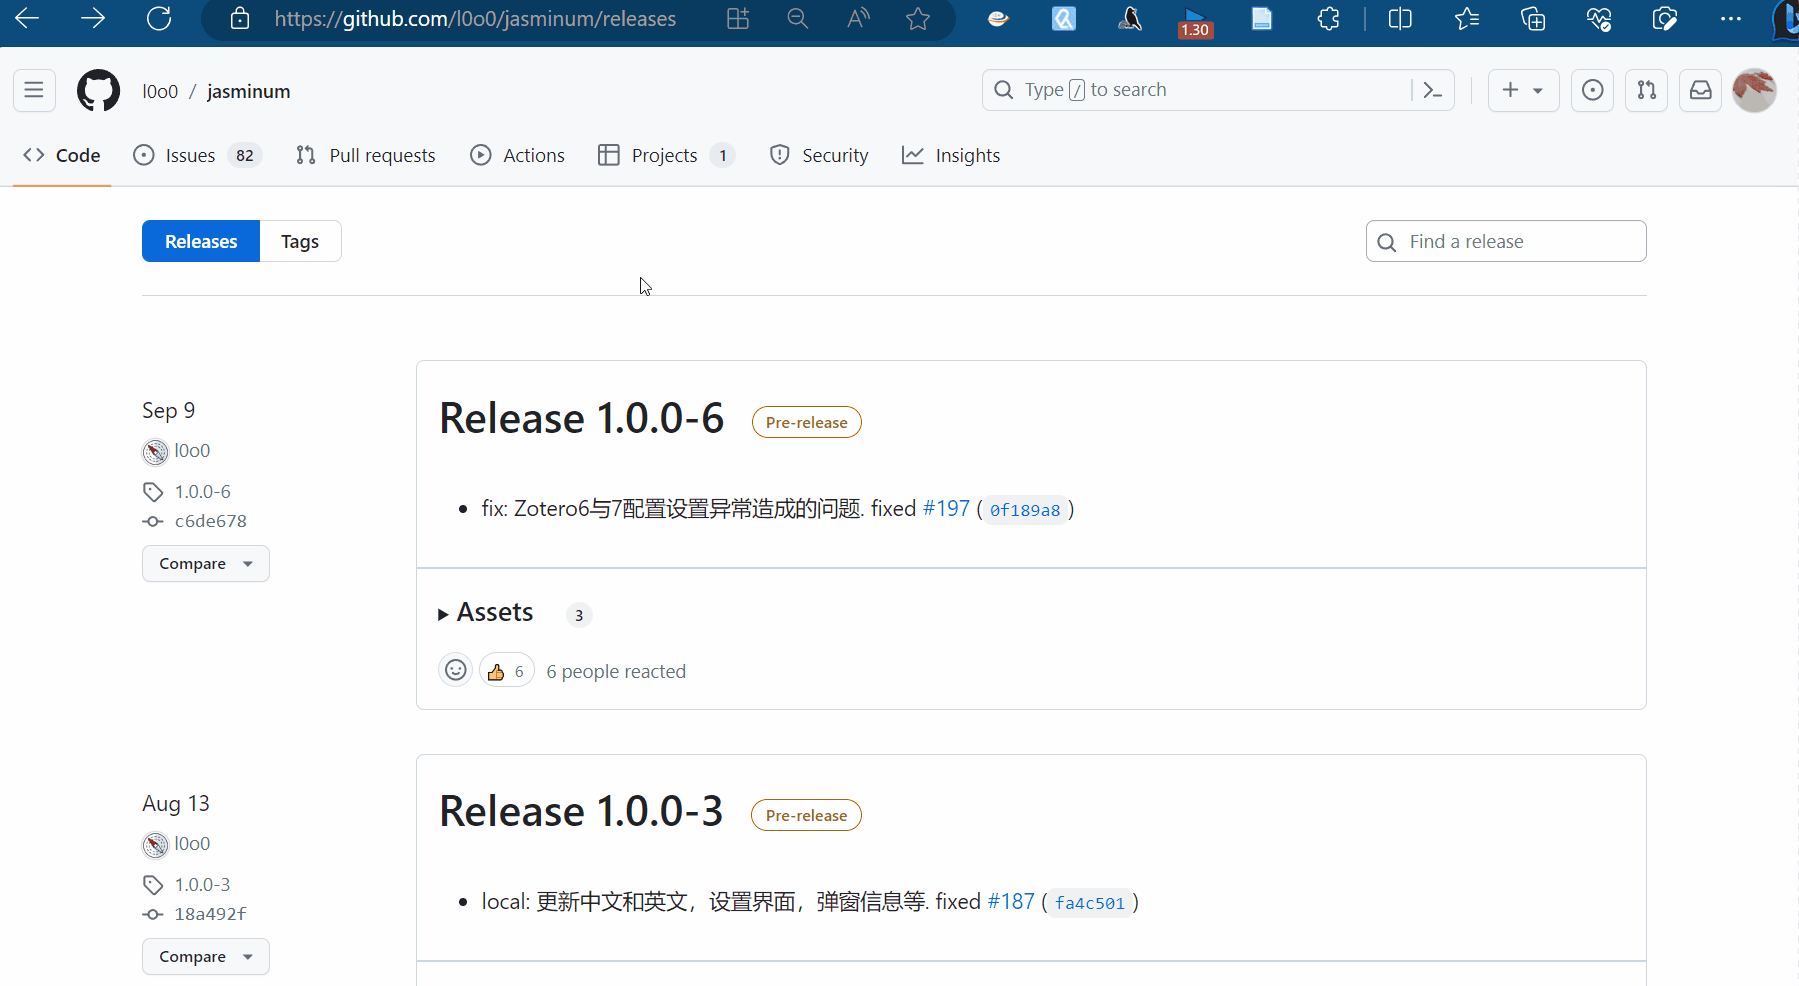 https://github.com/l0o0/jasminum/releases
1.30
l0o0 / jasminum
Type / to search
Code
Issues 82
Pull requests
Actions
Projects 1
Security
Insights
Releases
Tags
Find a release
Sep 9
l0o0
1.0.0-6
c6de678
Compare
Release 1.0.0-6 Pre-release
fix: Zotero6与7配置设置异常造成的问题. fixed #197 (0f189a8)
Assets 3
6 6 people reacted
Aug 13
l0o0
1.0.0-3
18a492f
Compare
Release 1.0.0-3 Pre-release
local: 更新中文和英文，设置界面，弹窗信息等. fixed #187 (fa4c501)